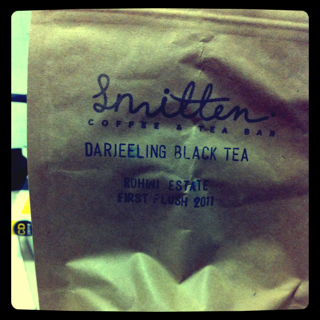 Smitten.
COFFEE & TEA BAR
DARJEELING BLACK TEA
ROHINI ESTATE
FIRST FLUSH 2011